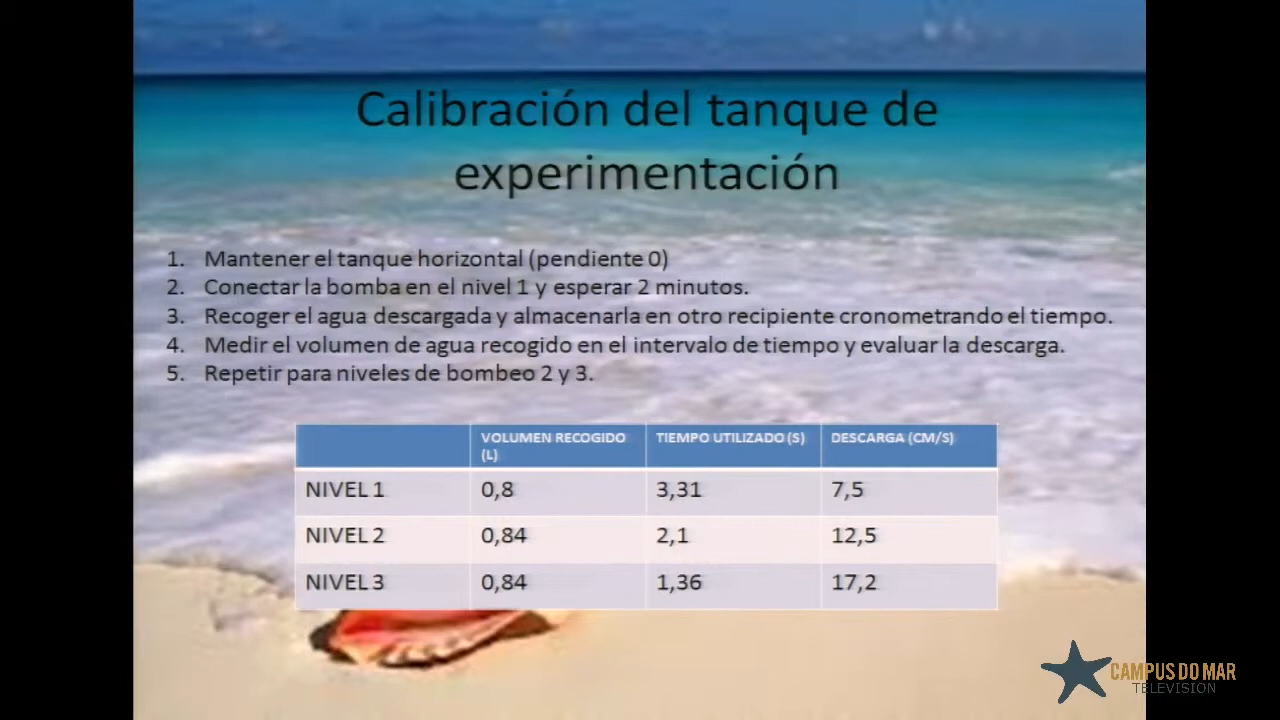 Calibración del tanque de
experimentación
1. Mantener el tanque horizontal (pendiente 0)
2. Conectar la bomba en el nivel 1 y esperar 2 minutos.
3. Recoger el agua descargada y almacenarla en otro recipiente cronometrando el tiempo.
4. Medir el volumen de agua recogido en el intervalo de tiempo y evaluar la descarga.
5. Repetir para niveles de bombeo 2 y 3.
VOLUMEN RECOGIDO (L) TIEMPO UTILIZADO (S) DESCARGA (CM/S)
NIVEL 1 0,8 3,31 7,5
NIVEL 2 0,84 2,1 12,5
NIVEL 3 0,84 1,36 17,2
CAMPUS DO MAR
TELEVISION